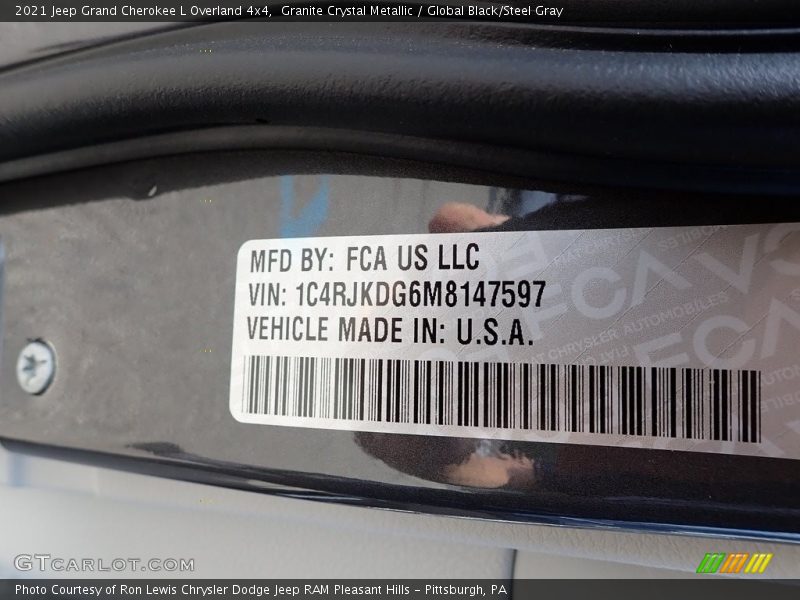 2021 Jeep Grand Cherokee L Overland 4x4, Granite Crystal Metallic / Global Black/Steel Gray
MFD BY: FCA US LLC
VIN: 1C4RJKDG6M8147597
VEHICLE MADE IN: U.S.A.
GTCARLOT.COM
Photo Courtesy of Ron Lewis Chrysler Dodge Jeep RAM Pleasant Hills - Pittsburgh, PA